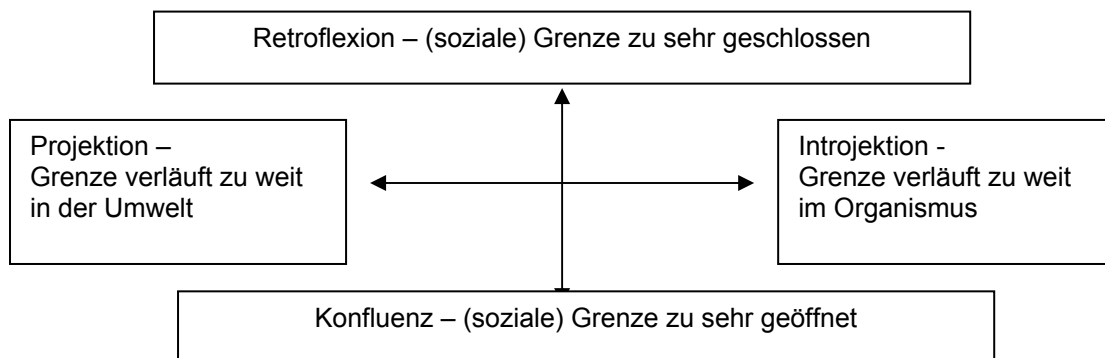 Retroflexion – (soziale) Grenze zu sehr geschlossen
Projektion –
Grenze verläuft zu weit
in der Umwelt
Introjektion -
Grenze verläuft zu weit
im Organismus
Konfluenz – (soziale) Grenze zu sehr geöffnet